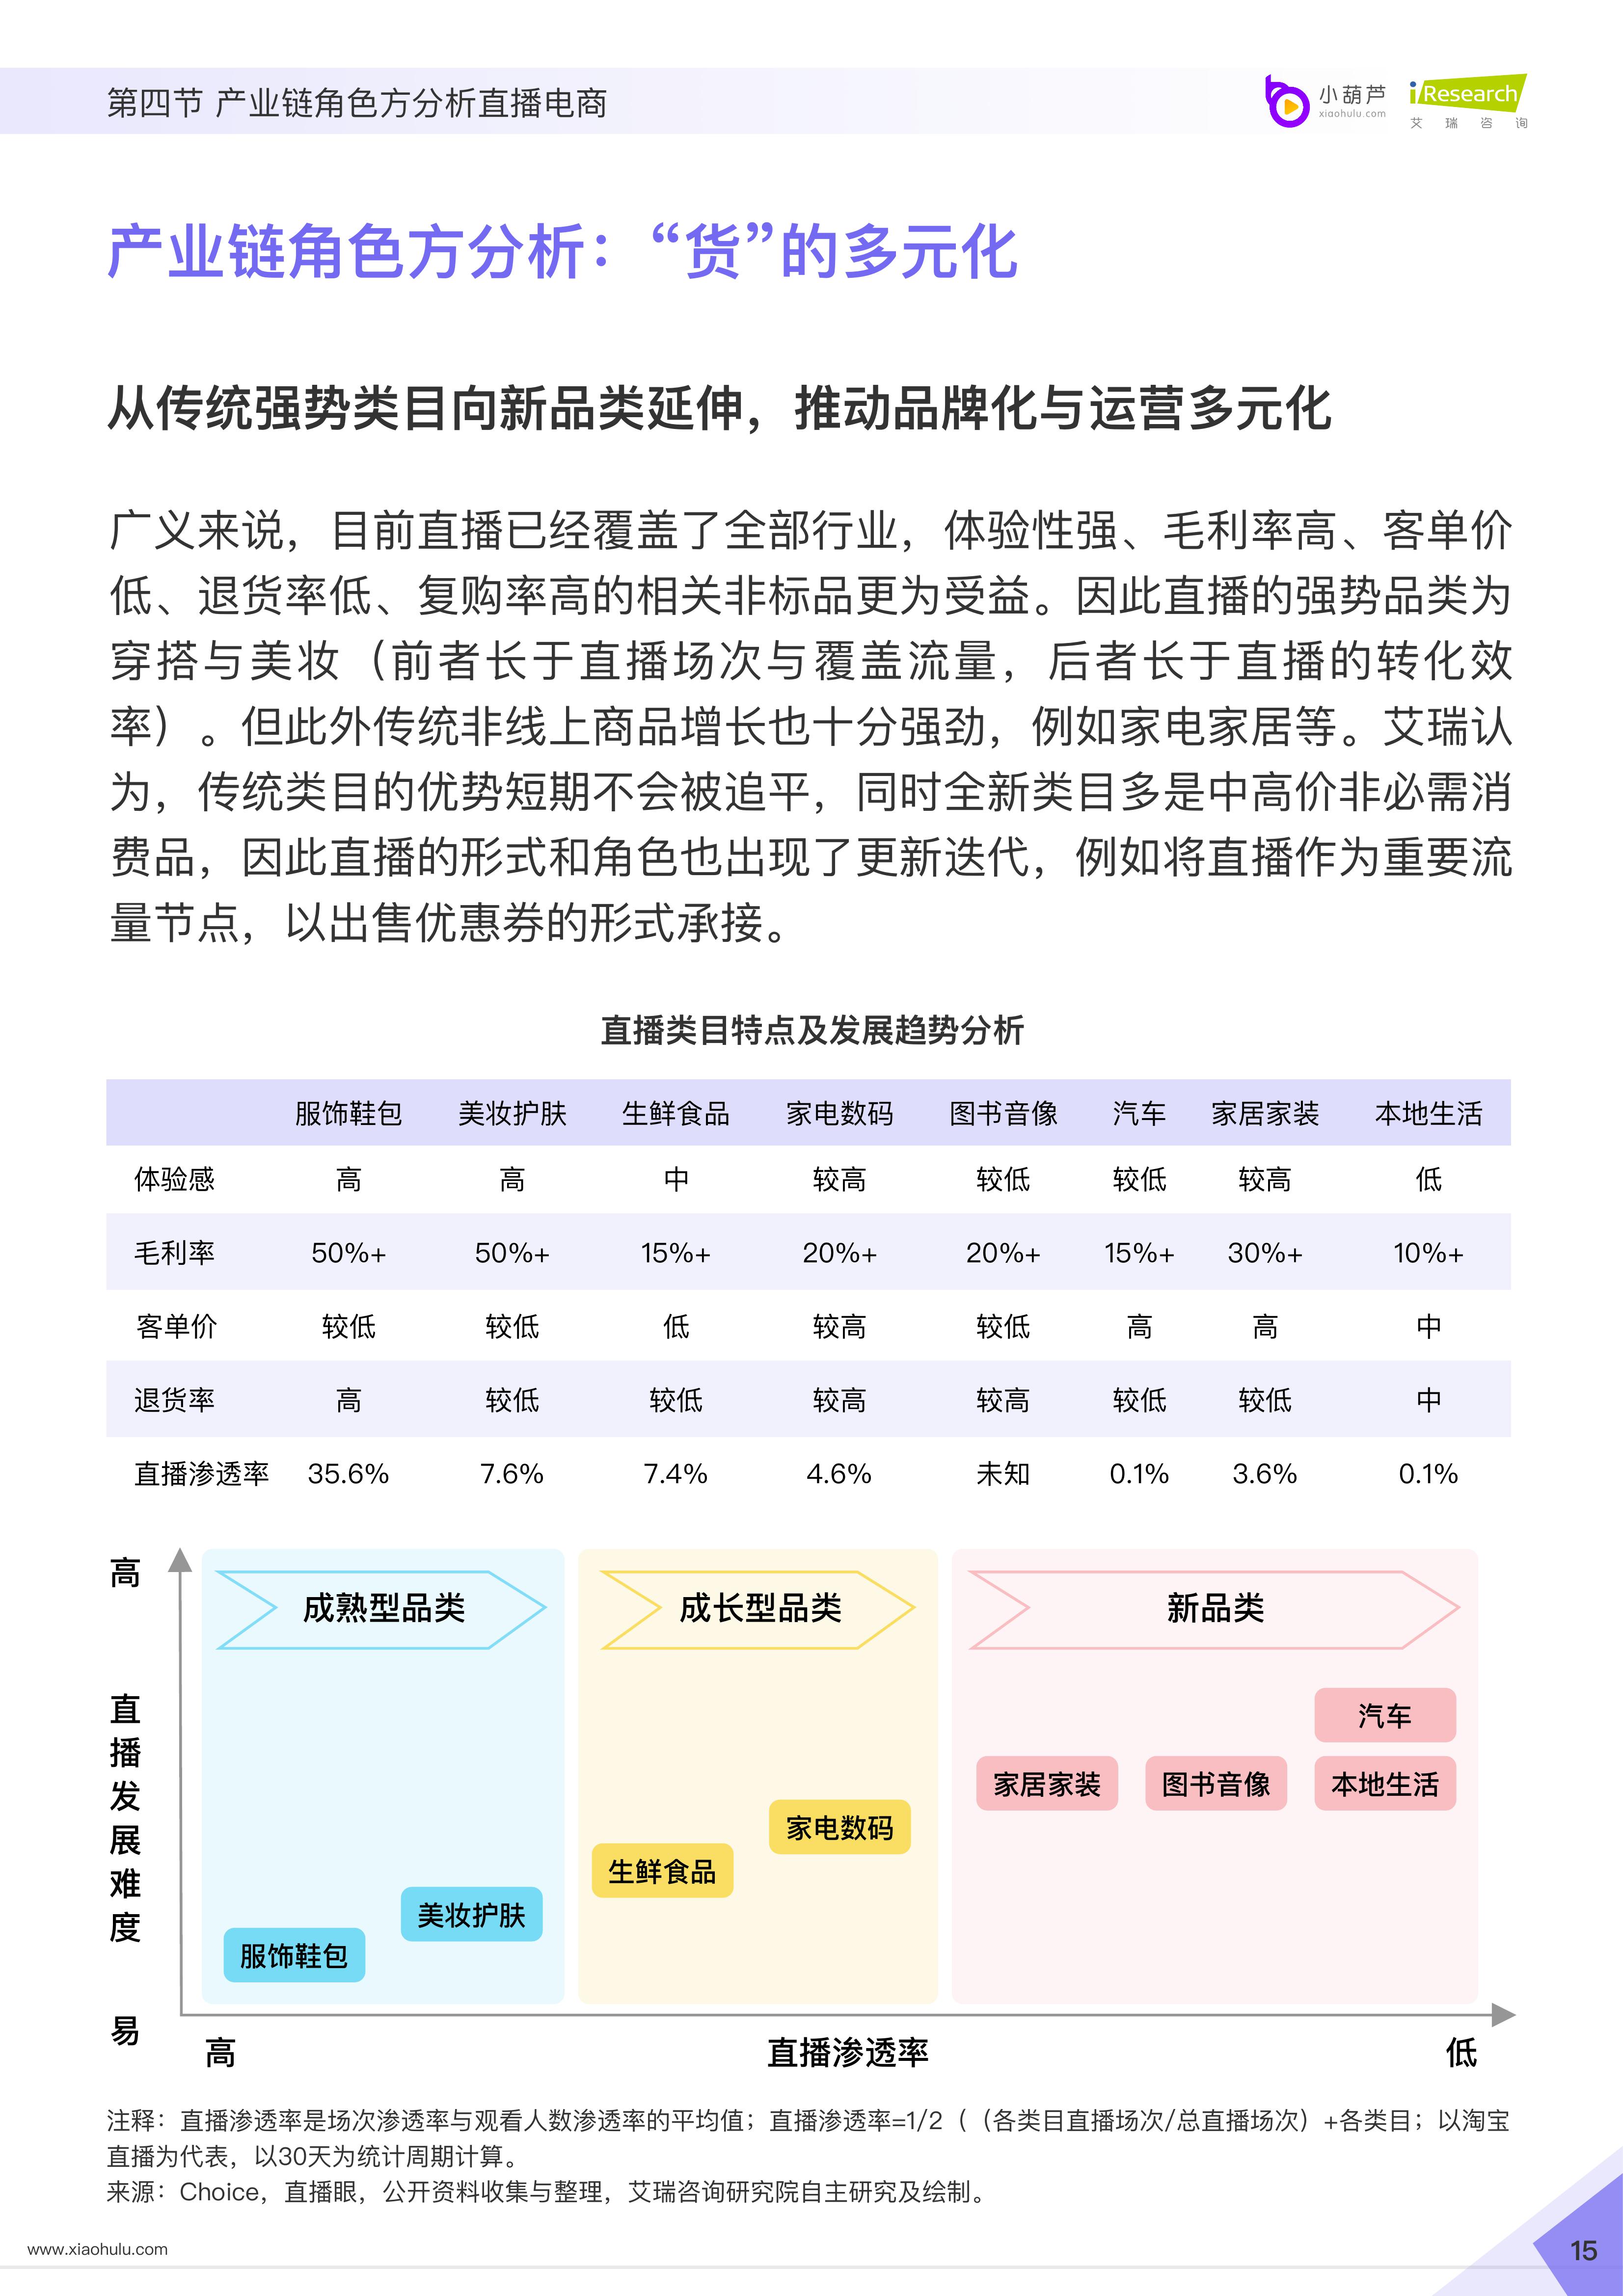 第四节 产业链角色方分析直播电商
小葫芦
xiaohulu.com
iResearch
艾瑞咨询
产业链角色方分析：“货”的多元化
从传统强势类目向新品类延伸，推动品牌化与运营多元化
广义来说，目前直播已经覆盖了全部行业，体验性强、毛利率高、客单价
低、退货率低、复购率高的相关非标品更为受益。因此直播的强势品类为
穿搭与美妆（前者长于直播场次与覆盖流量，后者长于直播的转化效
率）。但此外传统非线上商品增长也十分强劲，例如家电家居等。艾瑞认
为，传统类目的优势短期不会被追平，同时全新类目多是中高价非必需消
费品，因此直播的形式和角色也出现了更新迭代，例如将直播作为重要流
量节点，以出售优惠券的形式承接。
直播类目特点及发展趋势分析
服饰鞋包 美妆护肤 生鲜食品 家电数码 图书音像 汽车 家居家装 本地生活
体验感 高 高 中 较高 较低 较低 较高 低
毛利率 50%+ 50%+ 15%+ 20%+ 20%+ 15%+ 30%+ 10%+
客单价 较低 较低 低 较高 较低 高 高 中
退货率 高 较低 较低 较高 较高 较低 较低 中
直播渗透率 35.6% 7.6% 7.4% 4.6% 未知 0.1% 3.6% 0.1%
高
直播发展难度
易
成熟型品类 成长型品类 新品类
汽车
家居家装 图书音像 本地生活
家电数码
生鲜食品
美妆护肤
服饰鞋包
高 直播渗透率 低
注释：直播渗透率是场次渗透率与观看人数渗透率的平均值；直播渗透率=1/2（（各类目直播场次/总直播场次）+各类目；以淘宝
直播为代表，以30天为统计周期计算。
来源：Choice，直播眼，公开资料收集与整理，艾瑞咨询研究院自主研究及绘制。
www.xiaohulu.com
15